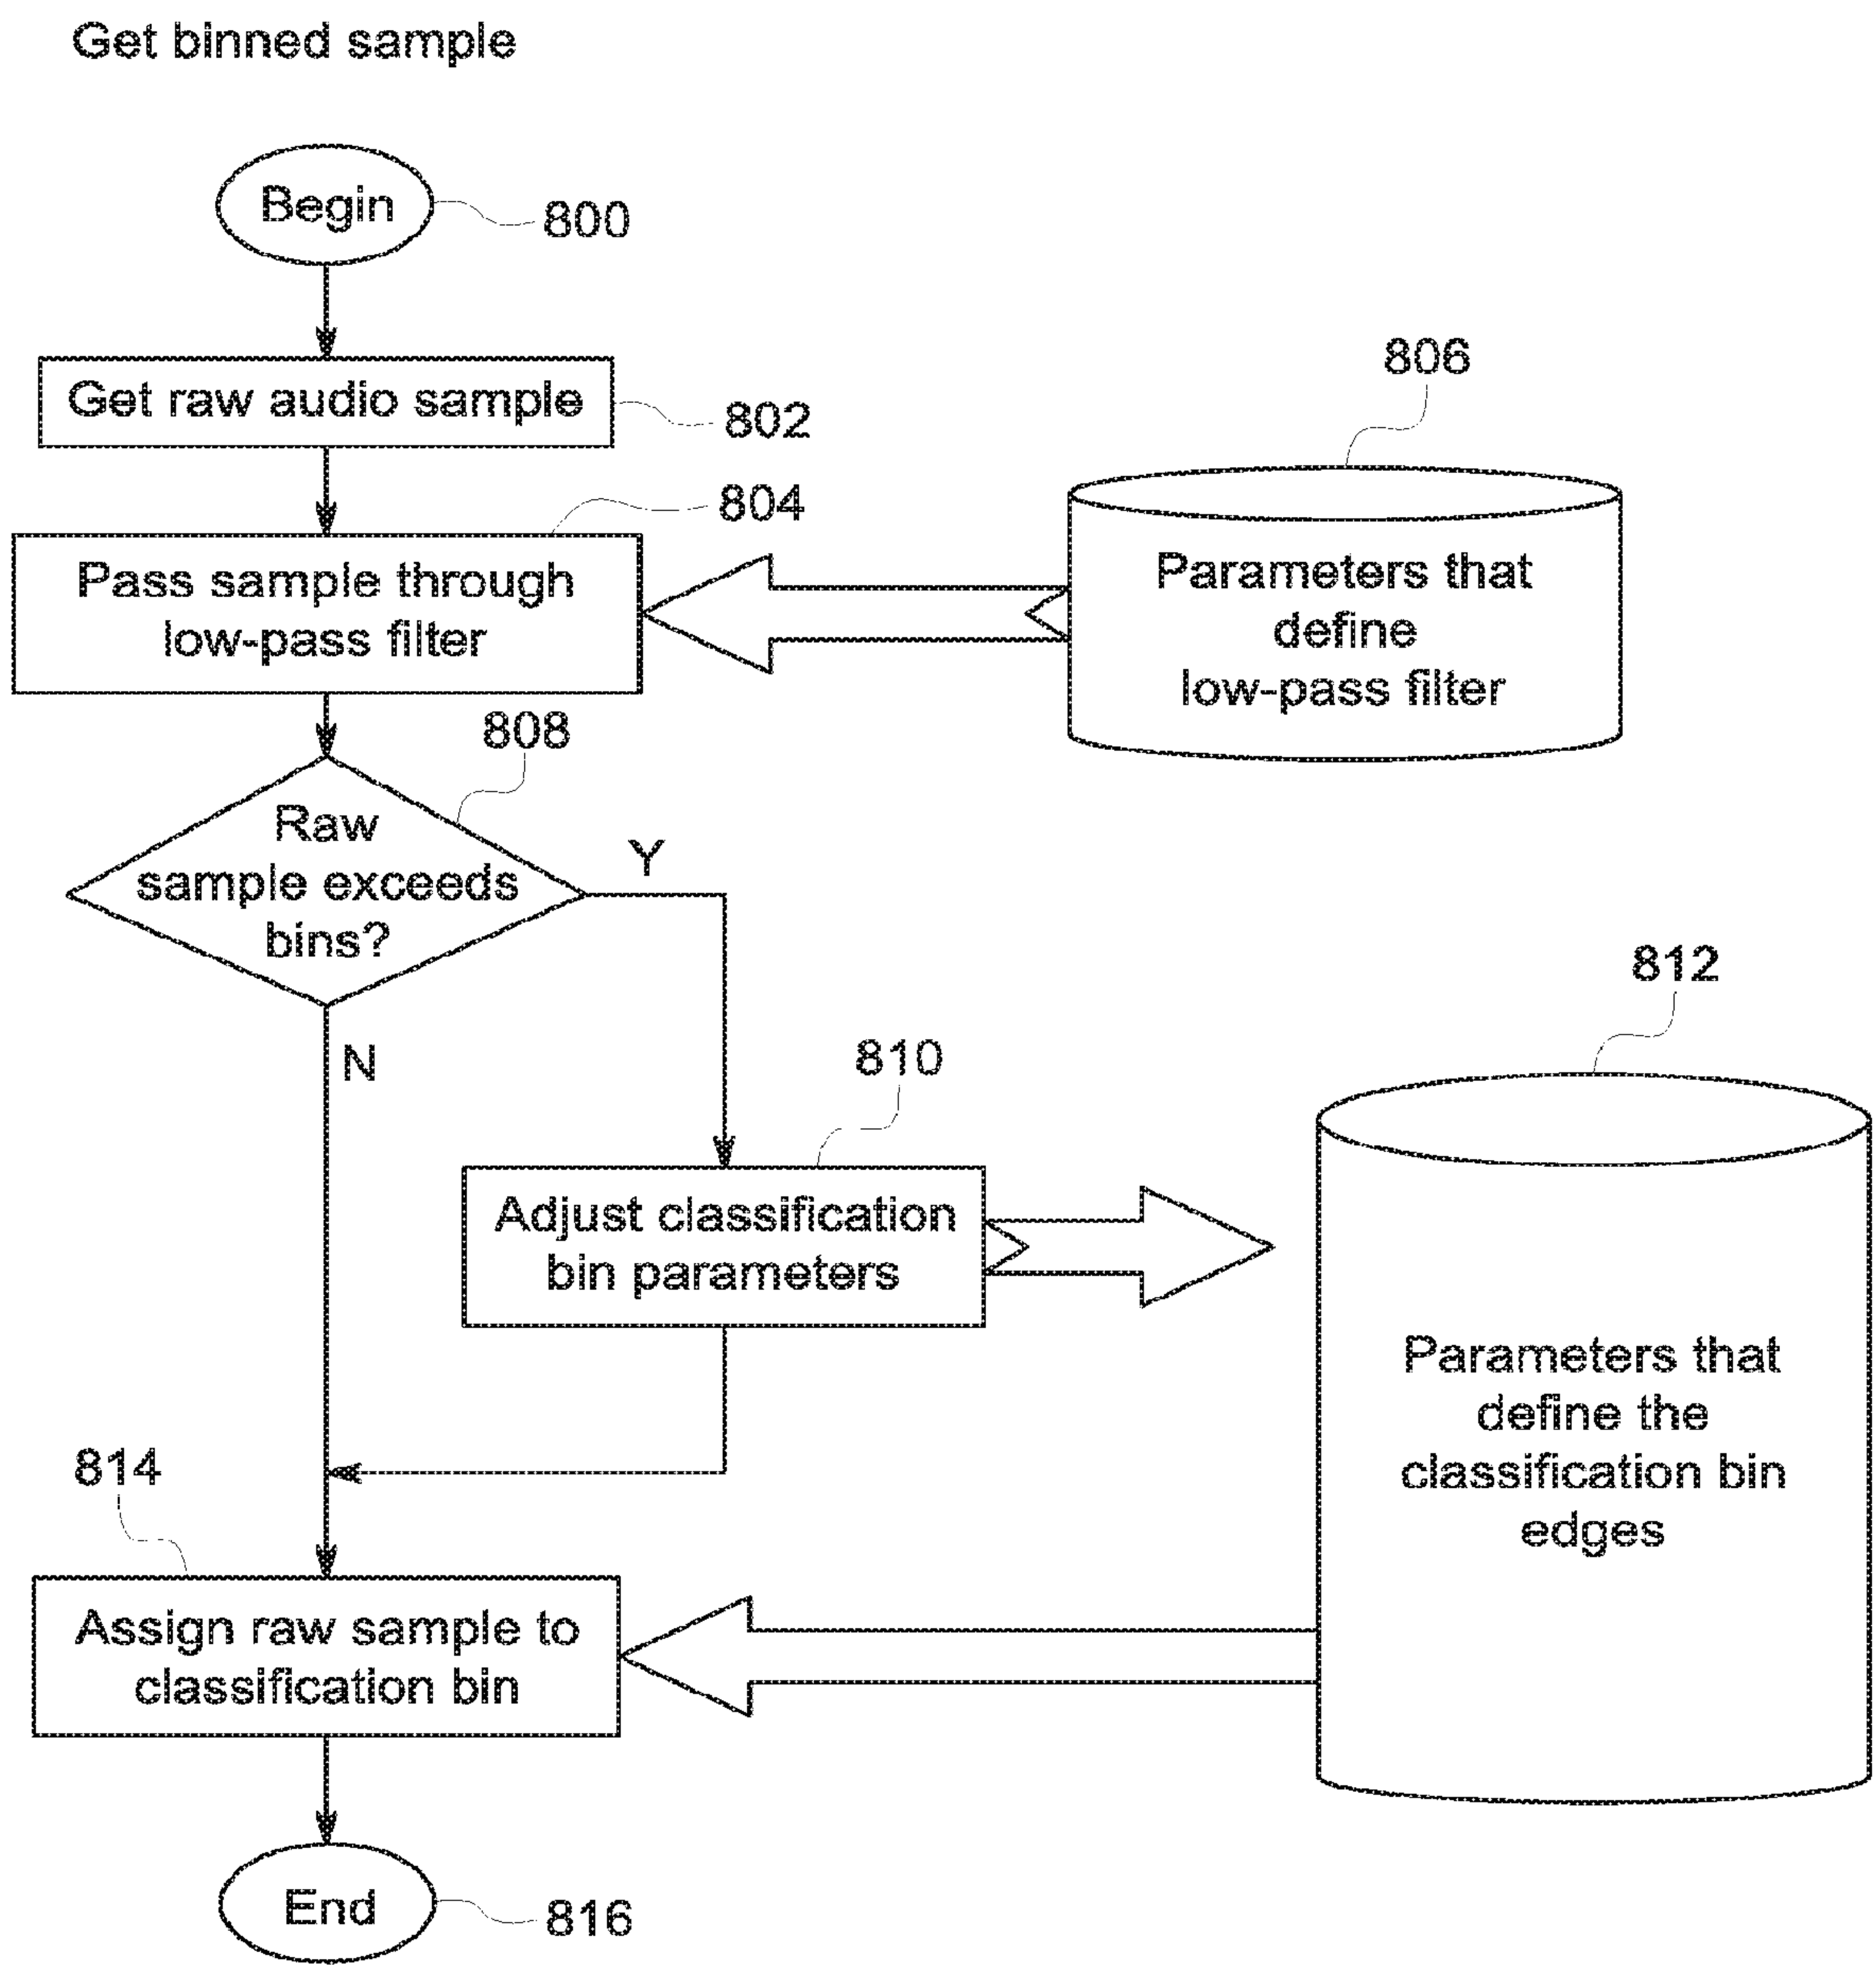 Get binned sample
Begin
800
Get raw audio sample
802
804
Pass sample through
low-pass filter
806
Parameters that
define
low-pass filter
808
Raw
sample exceeds
bins?
Y
N
810
Adjust classification
bin parameters
812
Parameters that
define the
classification bin
edges
814
Assign raw sample to
classification bin
End
816